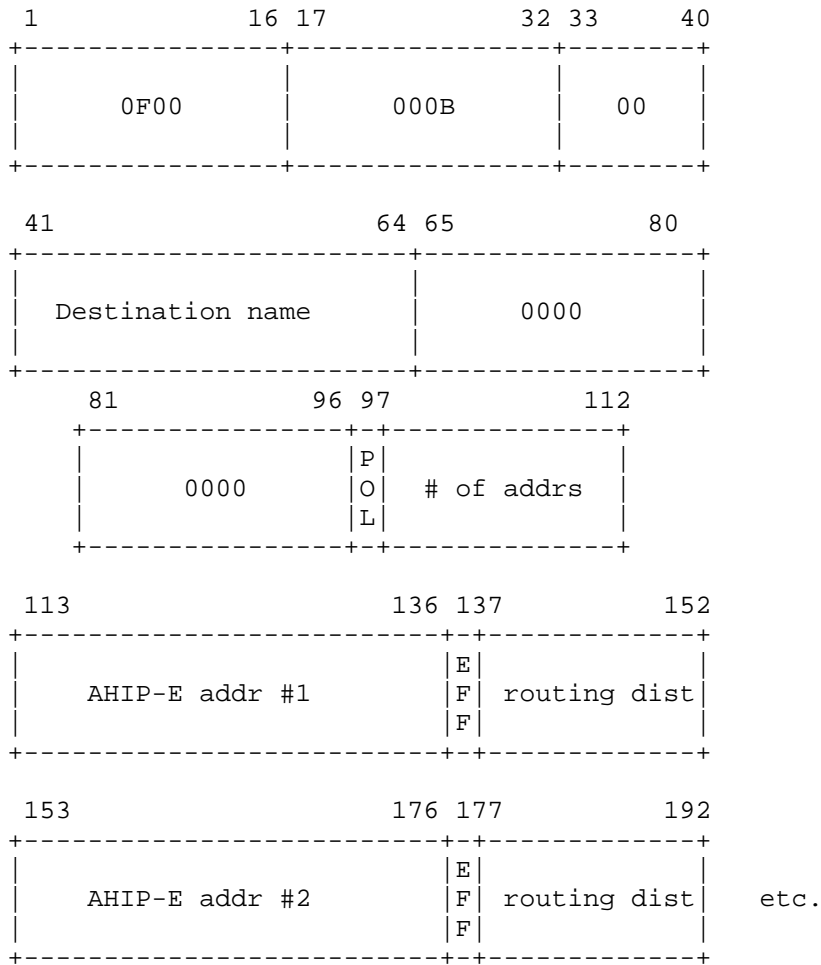 1 16 17 32 33 40
0F00 000B 00
41 64 65 80
Destination name 0000
81 96 97 112
P
0000 O # of addrs
L
113 136 137 152
E
AHIP-E addr #1 F routing dist
F
153 176 177 192
E
AHIP-E addr #2 F routing dist etc.
F